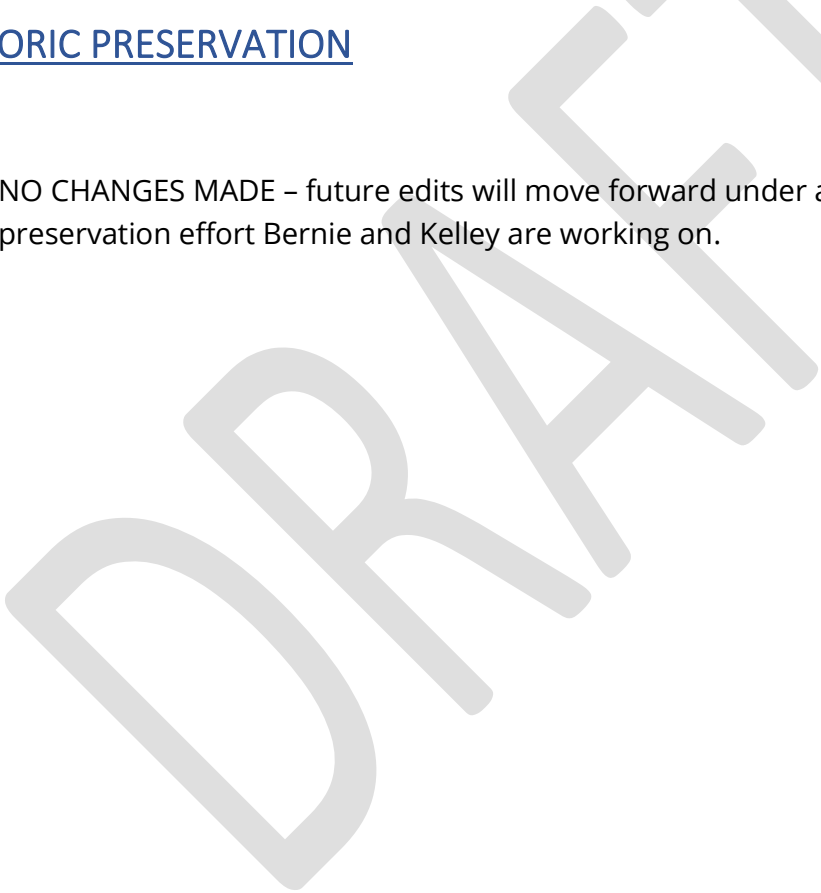 ORIC PRESERVATION
NO CHANGES MADE – future edits will move forward under a
preservation effort Bernie and Kelley are working on.
DRAFT